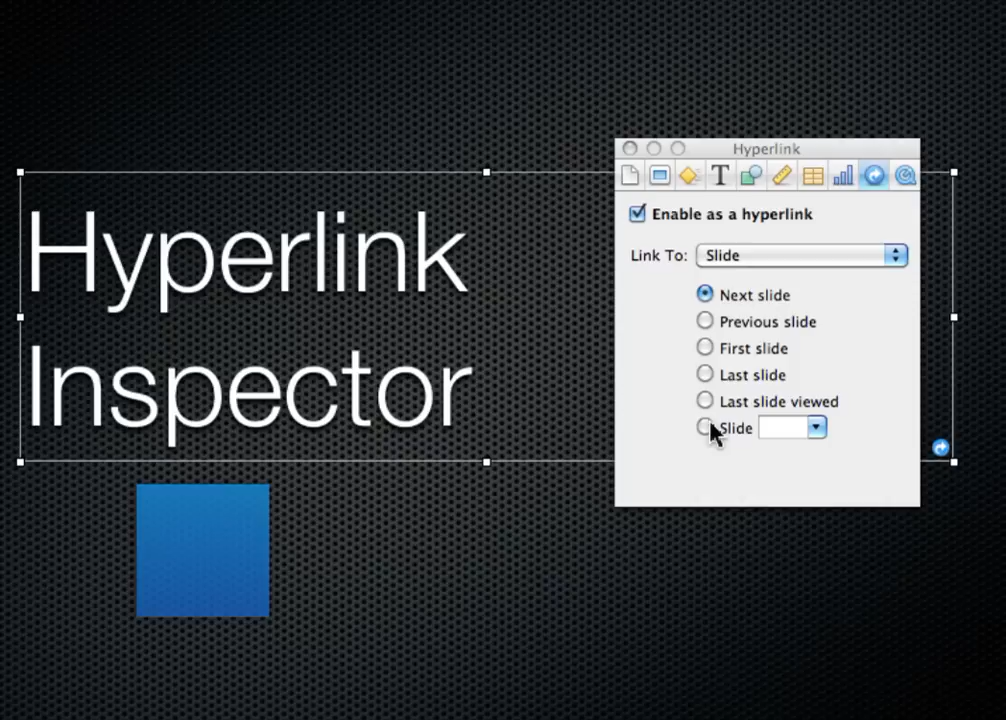 Hyperlink
Inspector
Hyperlink
T
Enable as a hyperlink
Link To: Slide
Next slide
Previous slide
First slide
Last slide
Last slide viewed
Slide